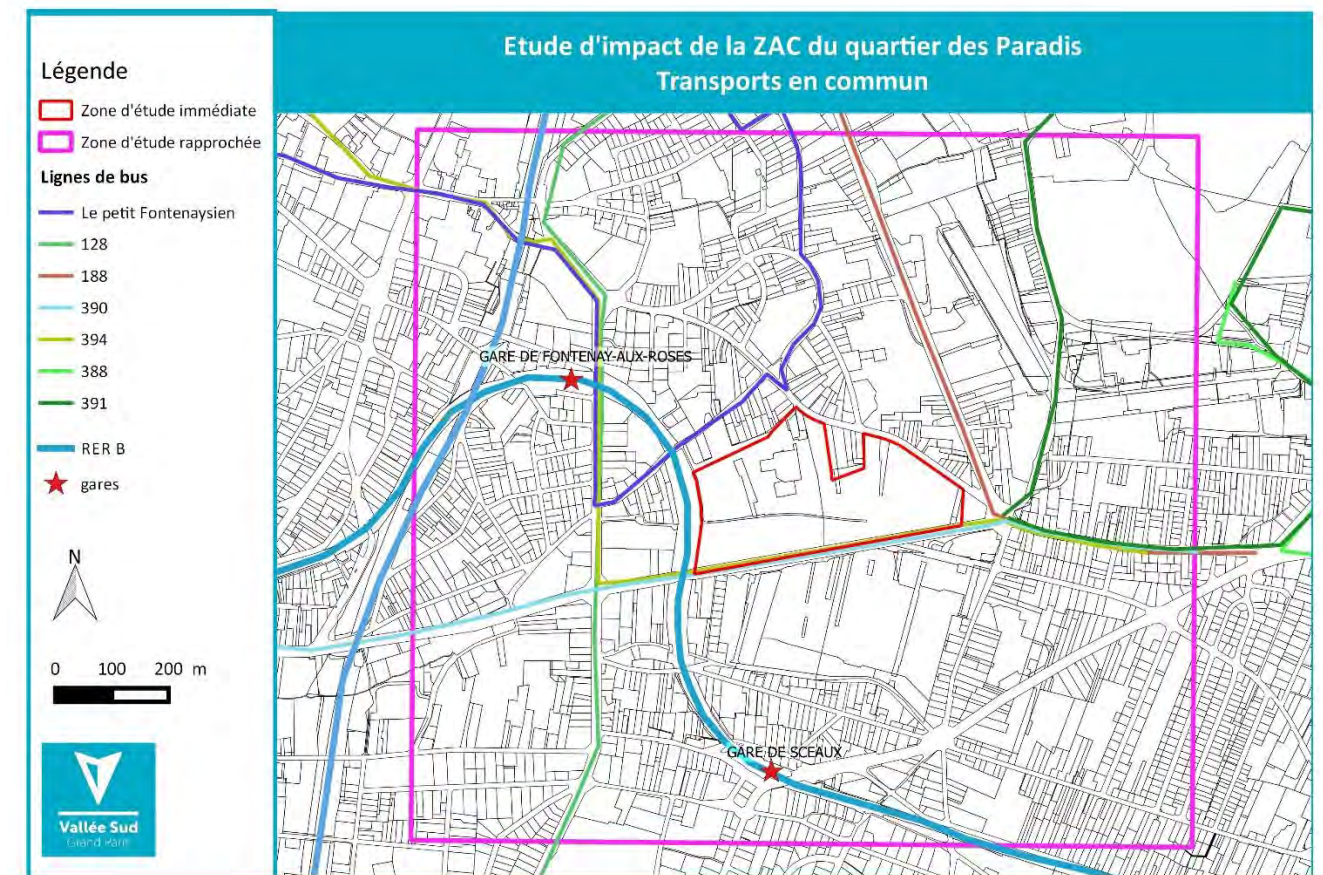 Etude d'impact de la ZAC du quartier des Paradis
Transports en commun
Légende
Zone d'étude immédiate
Zone d'étude rapprochée
Lignes de bus
Le petit Fontenaysien
128
188
390
394
388
391
RER B
gares
N
0 100 200 m
Vallée Sud
Grand Paris
GARE DE FONTENAY-AUX-ROSES
GARE DE SCEAUX